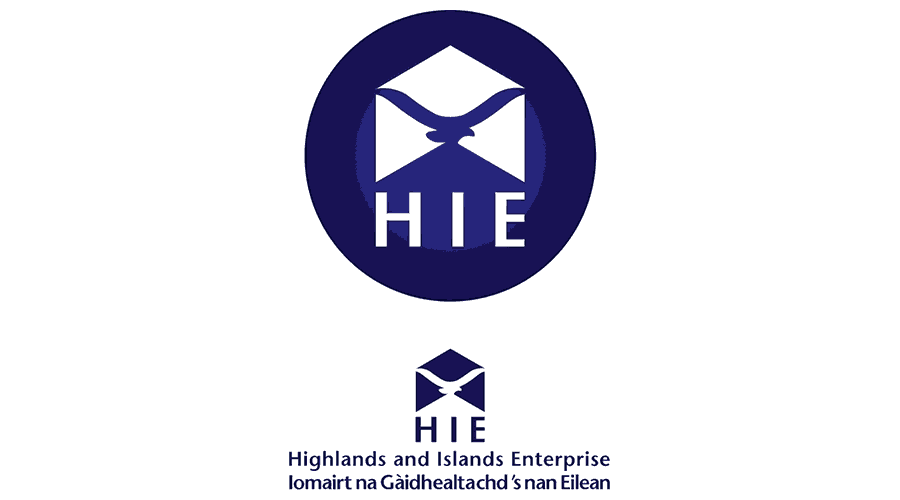 HIE
HIE
Highlands and Islands Enterprise
Iomairt na Gàidhealtachd 's nan Eilean